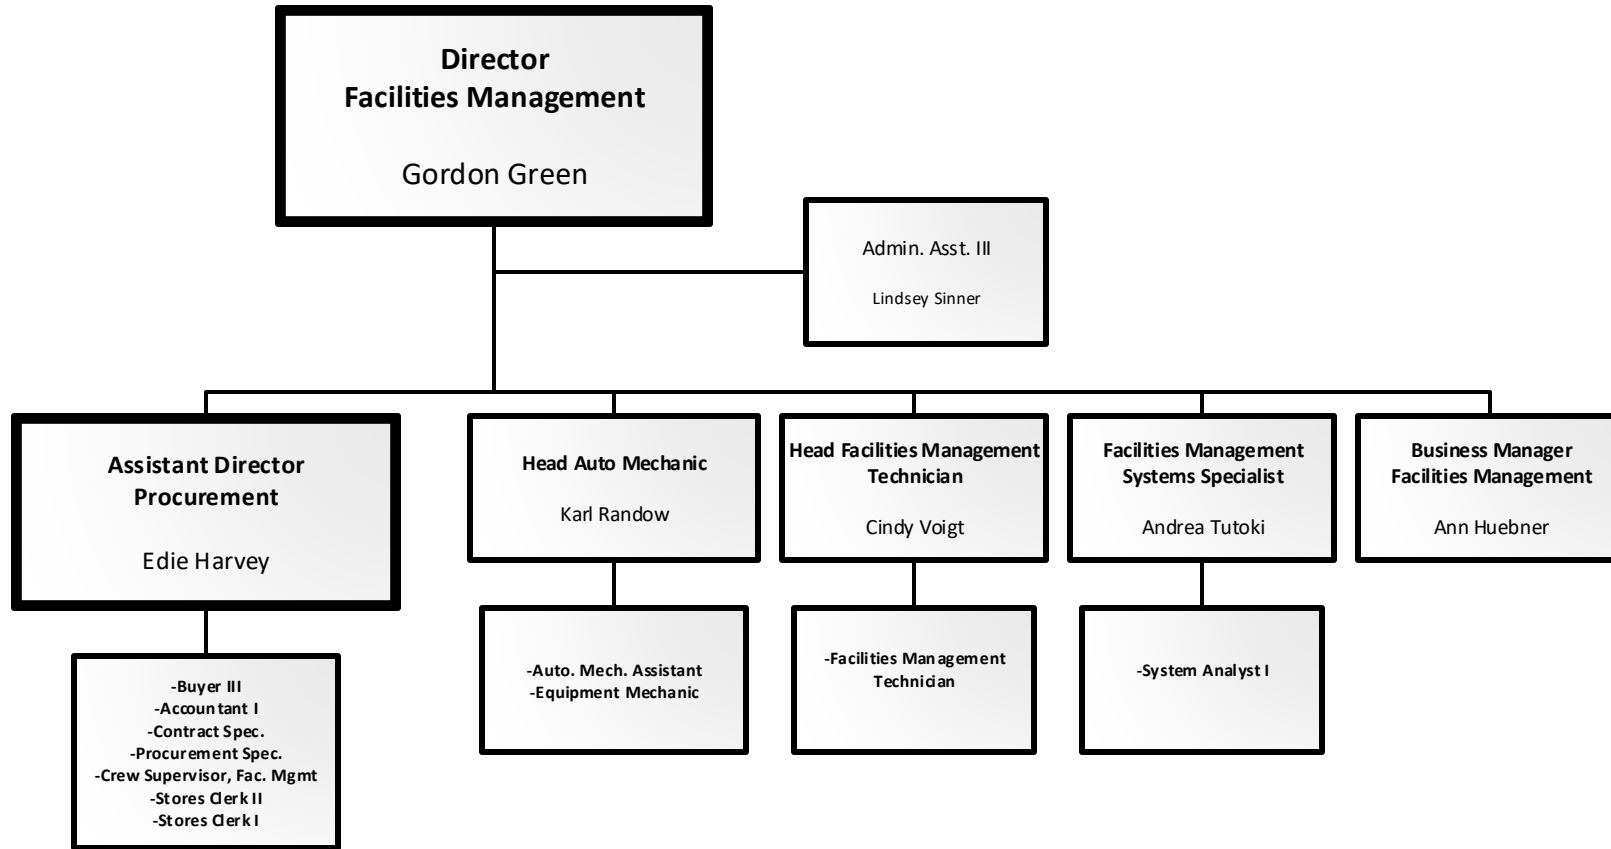 Director
Facilities Management
Gordon Green
Admin. Asst. III
Lindsey Sinner
Assistant Director
Procurement
Edie Harvey
Head Auto Mechanic
Karl Randow
Head Facilities Management
Technician
Cindy Voigt
Facilities Management
Systems Specialist
Andrea Tutoki
Business Manager
Facilities Management
Ann Huebner
-Buyer III
-Accountant I
-Contract Spec.
-Procurement Spec.
-Crew Supervisor, Fac. Mgmt
-Stores Clerk II
-Stores Clerk I
-Auto. Mech. Assistant
-Equipment Mechanic
-Facilities Management
Technician
-System Analyst I